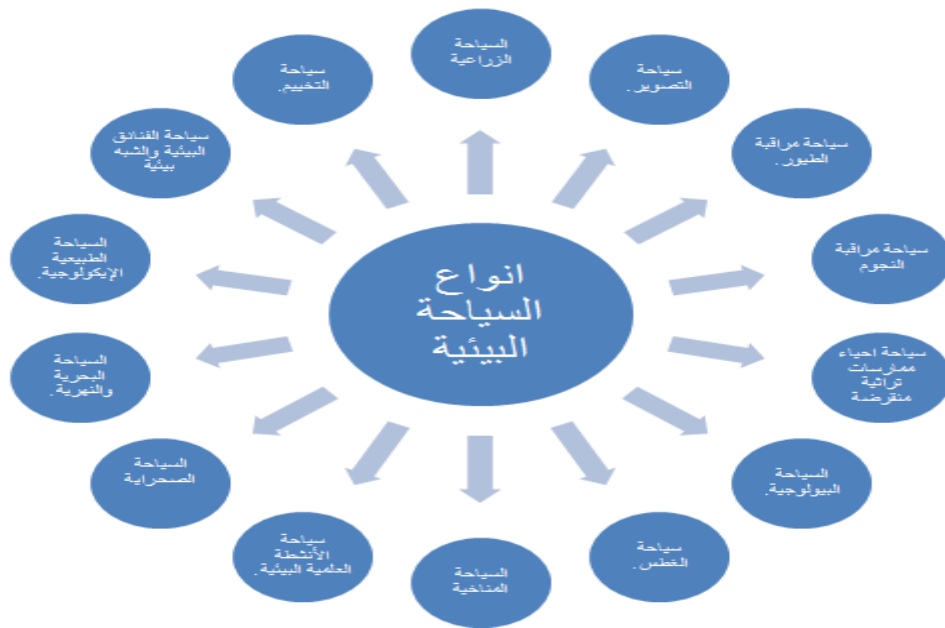 انواع
السياحة
البيئية
السياحة
الزراعية
سياحة
التصوير.
سياحة مراقبة
الطيور.
سياحة مراقبة
النجوم
سياحة احياء
ممارسات
تراثية
منقرضة
السياحة
البيولوجية.
سياحة
الغطس.
السياحة
المناخية
سياحة
الأنشطة
العلمية البيئية.
السياحة
الصحراية
السياحة
البحرية
والنهرية.
السياحة
الطبيعية
الإيكولوجية.
سياحة الفنادق
البيئية والشبه
بيئية
سياحة
التخييم.